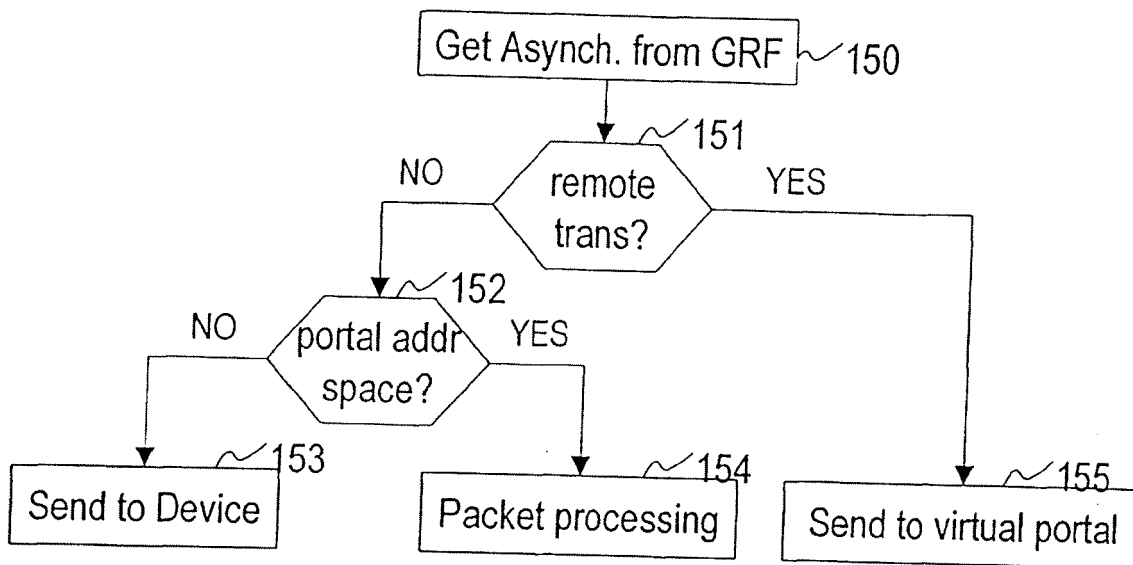 Get Asynch. from GRF
150
151
NO
remote
trans?
YES
152
NO
portal addr
space?
YES
153
Send to Device
154
Packet processing
155
Send to virtual portal